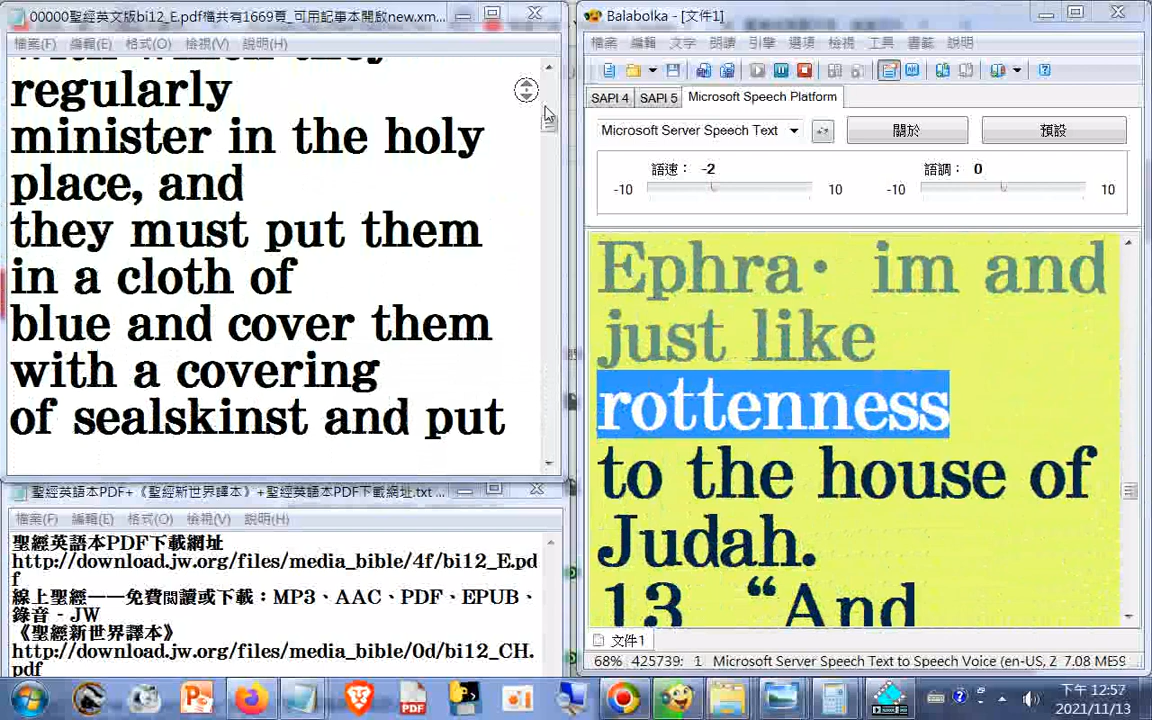 00000聖經英文版bi12_E.pdf檔共有1669頁_可用記事本開啟new.xm...
檔案(F) 編輯(E) 格式(O) 檢視(V) 說明(H)
regularly
minister in the holy
place, and
they must put them
in a cloth of
blue and cover them
with a covering
of sealskinst and put
聖經英語本PDF+《聖經新世界譯本》+聖經英語本PDF下載網址.txt ...
檔案(F) 編輯(E) 格式(O) 檢視(V) 說明(H)
聖經英語本PDF下載網址
http://download.jw.org/files/media_bible/4f/bi12_E.pd
f
線上聖經——免費閱讀或下載：MP3、AAC、PDF、EPUB、
錄音 - JW
《聖經新世界譯本》
http://download.jw.org/files/media_bible/0d/bi12_CH.
pdf
Balabolka - [文件1]
檔案 編輯 文字 朗讀 引擎 選項 檢視 工具 書籤 說明
SAPI 4 SAPI 5 Microsoft Speech Platform
Microsoft Server Speech Text 關於 預設
語速： -2 語調： 0
-10 10 -10 10
Ephra· im and
just like
rottenness
to the house of
Judah.
13 “And
文件1
68% 425739: 1 Microsoft Server Speech Text to Speech Voice (en-US, Z 7.08 ME59
PDF
下午 12:57
2021/11/13